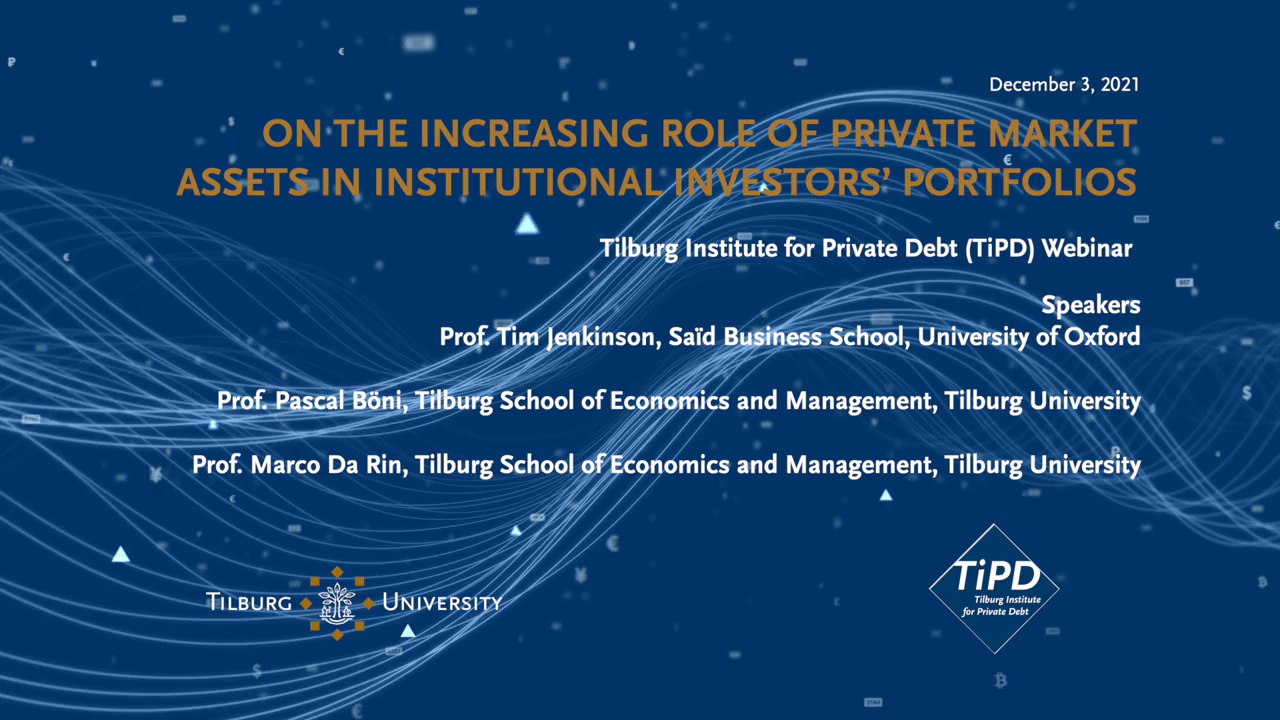 December 3, 2021
ON THE INCREASING ROLE OF PRIVATE MARKET
ASSETS IN INSTITUTIONAL INVESTORS’ PORTFOLIOS
Tilburg Institute for Private Debt (TiPD) Webinar
Speakers
Prof. Tim Jenkinson, Saïd Business School, University of Oxford
Prof. Pascal Böni, Tilburg School of Economics and Management, Tilburg University
Prof. Marco Da Rin, Tilburg School of Economics and Management, Tilburg University
TILBURG UNIVERSITY
TiPD
Tilburg Institute
for Private Debt